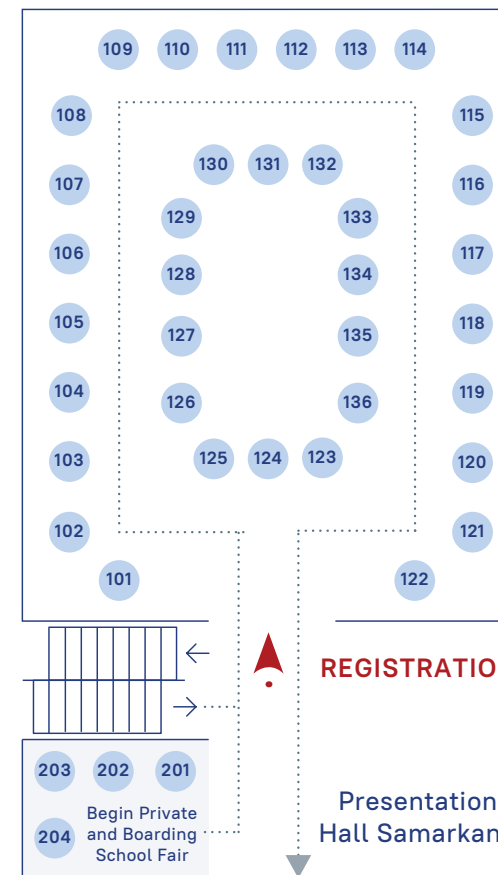 109 110 111 112 113 114
108 115
130 131 132
107 116
129 133
106 117
128 134
105 118
127 135
104 119
126 136
125 124 123
103 120
102 121
101 122
REGISTRATIO
203 202 201
204
Begin Private
and Boarding
School Fair
Presentation
Hall Samarkan